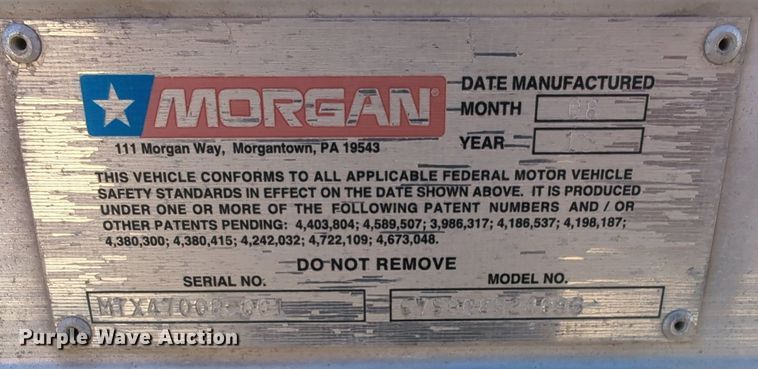 MORGAN®
111 Morgan Way, Morgantown, PA 19543
DATE MANUFACTURED
MONTH
YEAR
THIS VEHICLE CONFORMS TO ALL APPLICABLE FEDERAL MOTOR VEHICLE
SAFETY STANDARDS IN EFFECT ON THE DATE SHOWN ABOVE. IT IS PRODUCED
UNDER ONE OR MORE OF THE FOLLOWING PATENT NUMBERS AND / OR
OTHER PATENTS PENDING: 4,403,804; 4,589,507; 3,986,317; 4,186,537; 4,198,187;
4,380,300; 4,380,415; 4,242,032; 4,722,109; 4,673,048.
DO NOT REMOVE
SERIAL NO.
MODEL NO.
Purple Wave Auction